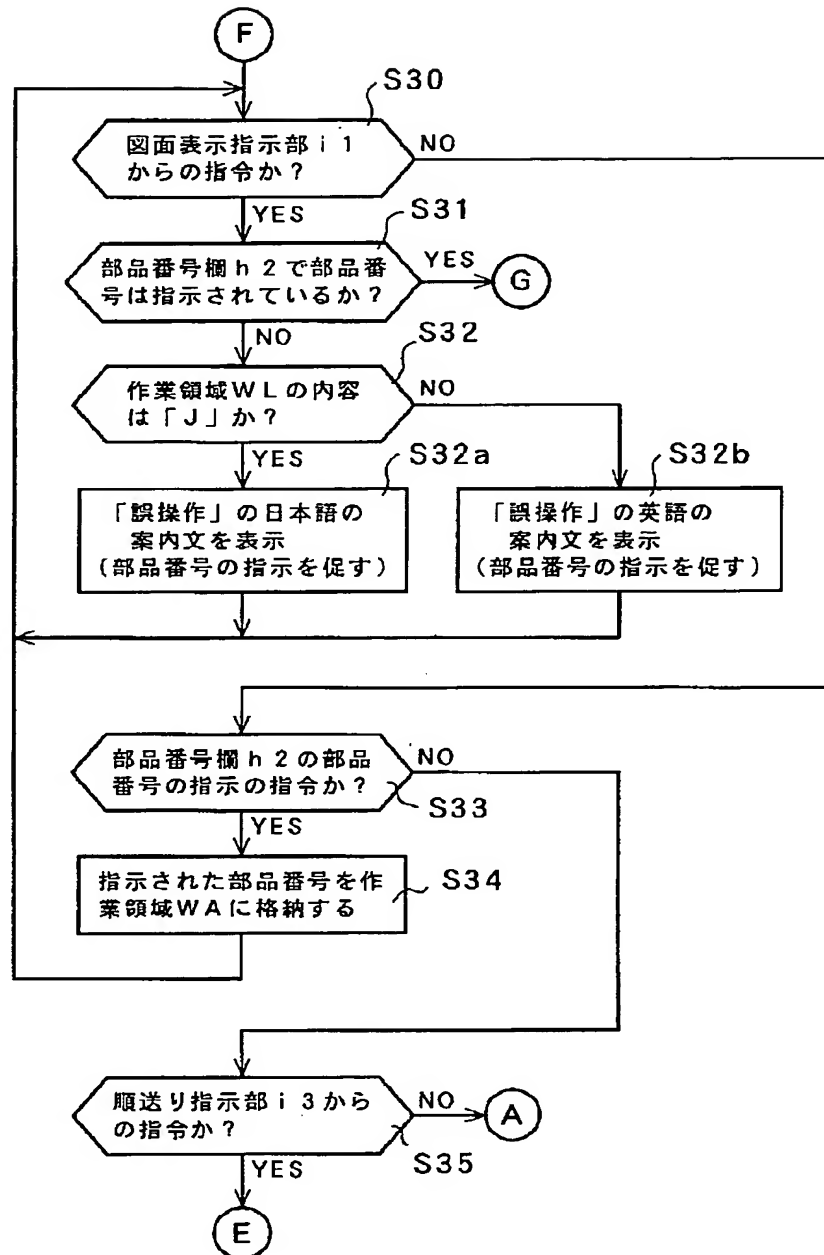 F
S30
図面表示指示部ｉ１
からの指令か？
NO
YES
S31
部品番号欄ｈ２で部品番
号は指示されているか？
YES
G
NO
S32
作業領域ＷＬの内容
は「Ｊ」か？
NO
YES
S32a
「誤操作」の日本語の
案内文を表示
(部品番号の指示を促す)
S32b
「誤操作」の英語の
案内文を表示
(部品番号の指示を促す)
部品番号欄ｈ２の部品
番号の指示の指令か？
NO
S33
YES
指示された部品番号を作
業領域ＷＡに格納する
S34
順送り指示部ｉ３から
の指令か？
NO
A
S35
YES
E